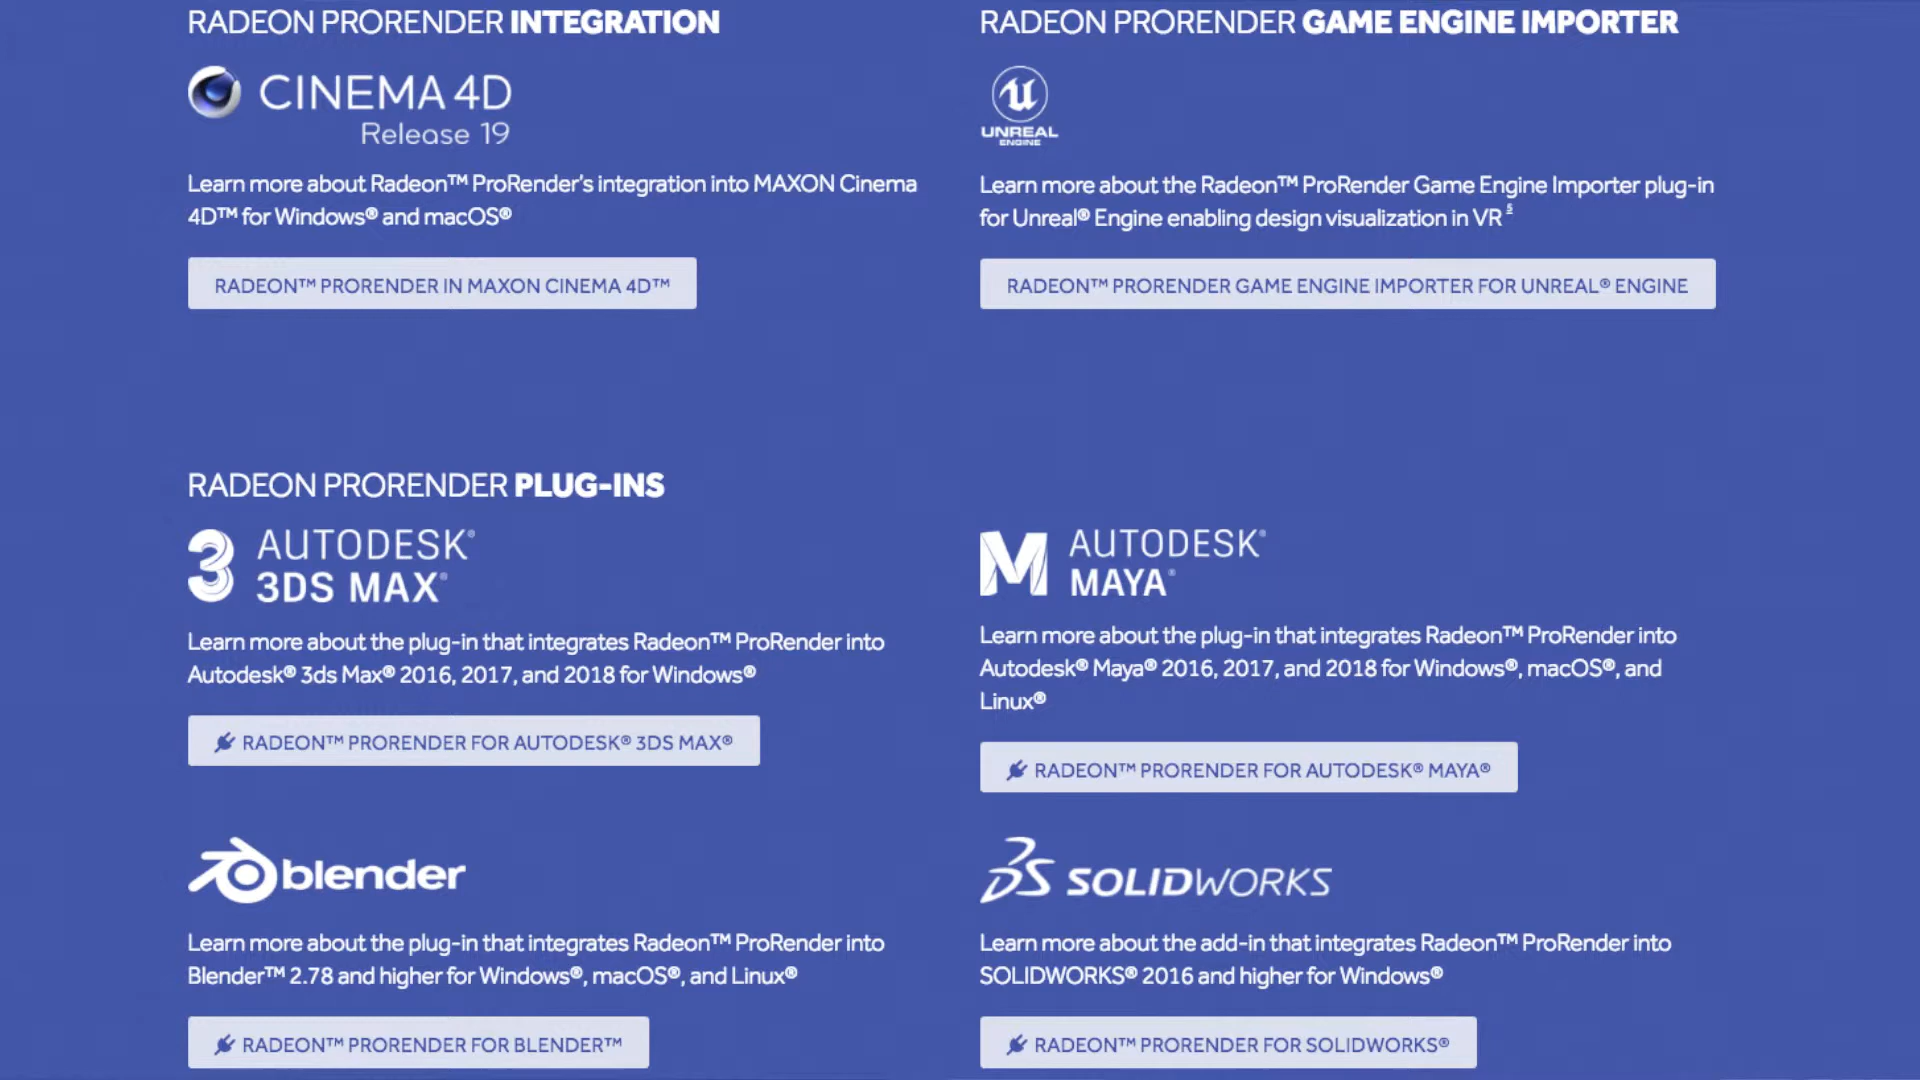 RADEON PRORENDER INTEGRATION
CINEMA 4D
Release 19
Learn more about Radeon™ ProRender's integration into MAXON Cinema
4D™ for Windows® and macOS®
RADEON™ PRORENDER IN MAXON CINEMA 4D™
RADEON PRORENDER GAME ENGINE IMPORTER
UNREAL
ENGINE
Learn more about the Radeon™ ProRender Game Engine Importer plug-in
for Unreal® Engine enabling design visualization in VR 5
RADEON™ PRORENDER GAME ENGINE IMPORTER FOR UNREAL® ENGINE
RADEON PRORENDER PLUG-INS
3 AUTODESK®
3DS MAX®
Learn more about the plug-in that integrates Radeon™ ProRender into
Autodesk® 3ds Max® 2016, 2017, and 2018 for Windows®
RADEON™ PRORENDER FOR AUTODESK® 3DS MAX®
M AUTODESK®
MAYA®
Learn more about the plug-in that integrates Radeon™ ProRender into
Autodesk® Maya® 2016, 2017, and 2018 for Windows®, macOS®, and
Linux®
RADEON™ PRORENDER FOR AUTODESK® MAYA®
blender
Learn more about the plug-in that integrates Radeon™ ProRender into
Blender™ 2.78 and higher for Windows®, macOS®, and Linux®
RADEON™ PRORENDER FOR BLENDER™
SOLIDWORKS
Learn more about the add-in that integrates Radeon™ ProRender into
SOLIDWORKS® 2016 and higher for Windows®
RADEON™ PRORENDER FOR SOLIDWORKS®